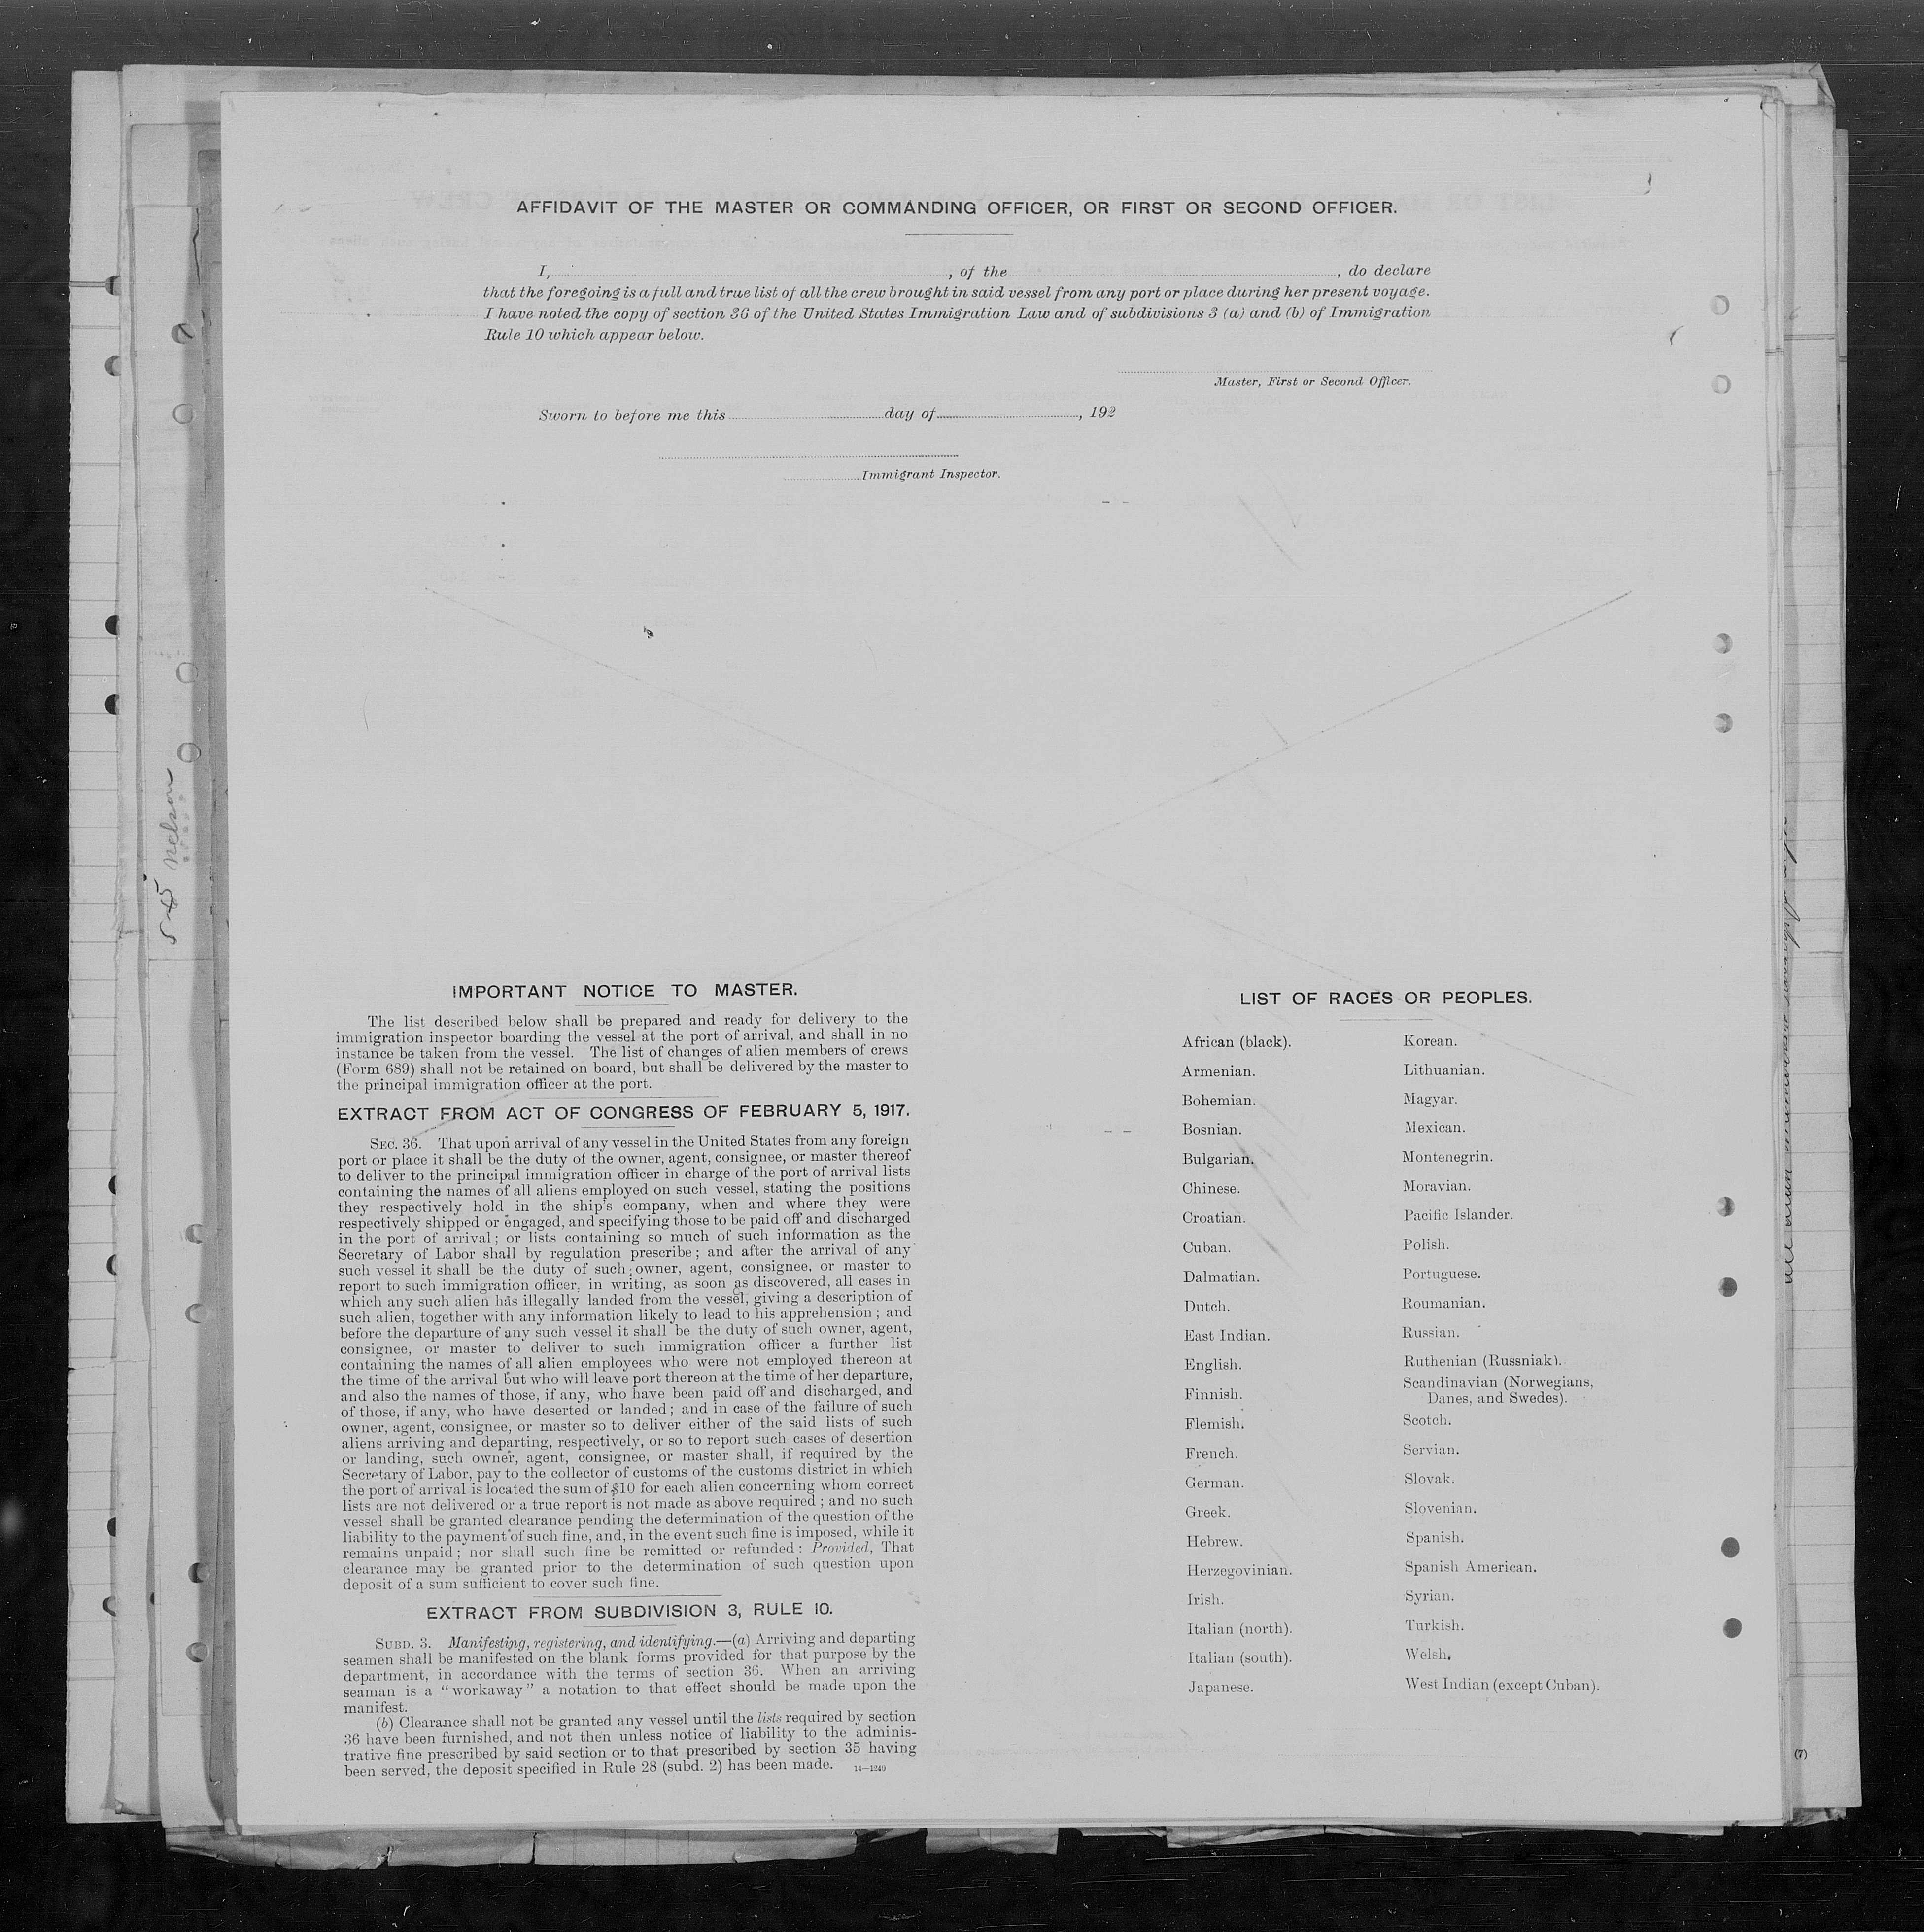 AFFIDAVIT OF THE MASTER OR COMMANDING OFFICER, OR FIRST OR SECOND OFFICER.
I, , of the , do declare
that the foregoing is a full and true list of all the crew brought in said vessel from any port or place during her present voyage.
I have noted the copy of section 36 of the United States Immigration Law and of subdivisions 3 (a) and (b) of Immigration
Rule 10 which appear below.
Master, First or Second Officer.
Sworn to before me this day of , 192
Immigrant Inspector.
545 Nelson
IMPORTANT NOTICE TO MASTER.
The list described below shall be prepared and ready for delivery to the
immigration inspector boarding the vessel at the port of arrival, and shall in no
instance be taken from the vessel. The list of changes of alien members of crews
(Form 689) shall not be retained on board, but shall be delivered by the master to
the principal immigration officer at the port.
EXTRACT FROM ACT OF CONGRESS OF FEBRUARY 5, 1917.
SEC. 36. That upon arrival of any vessel in the United States from any foreign
port or place it shall be the duty of the owner, agent, consignee, or master thereof
to deliver to the principal immigration officer in charge of the port of arrival lists
containing the names of all aliens employed on such vessel, stating the positions
they respectively hold in the ship's company, when and where they were
respectively shipped or engaged, and specifying those to be paid off and discharged
in the port of arrival; or lists containing so much of such information as the
Secretary of Labor shall by regulation prescribe; and after the arrival of any
such vessel it shall be the duty of such owner, agent, consignee, or master to
report to such immigration officer, in writing, as soon as discovered, all cases in
which any such alien has illegally landed from the vessel, giving a description of
such alien, together with any information likely to lead to his apprehension; and
before the departure of any such vessel it shall be the duty of such owner, agent,
consignee, or master to deliver to such immigration officer a further list
containing the names of all alien employees who were not employed thereon at
the time of the arrival but who will leave port thereon at the time of her departure,
and also the names of those, if any, who have been paid off and discharged, and
of those, if any, who have deserted or landed; and in case of the failure of such
owner, agent, consignee, or master so to deliver either of the said lists of such
aliens arriving and departing, respectively, or so to report such cases of desertion
or landing, such owner, agent, consignee, or master shall, if required by the
Secretary of Labor, pay to the collector of customs of the customs district in which
the port of arrival is located the sum of $10 for each alien concerning whom correct
lists are not delivered or a true report is not made as above required; and no such
vessel shall be granted clearance pending the determination of the question of the
liability to the payment of such fine, and, in the event such fine is imposed, while it
remains unpaid; nor shall such fine be remitted or refunded: Provided, That
clearance may be granted prior to the determination of such question upon
deposit of a sum sufficient to cover such fine.
EXTRACT FROM SUBDIVISION 3, RULE 10.
SUBD. 3. Manifesting, registering, and identifying.—(a) Arriving and departing
seamen shall be manifested on the blank forms provided for that purpose by the
department, in accordance with the terms of section 36. When an arriving
seaman is a "workaway" a notation to that effect should be made upon the
manifest.
(b) Clearance shall not be granted any vessel until the lists required by section
36 have been furnished, and not then unless notice of liability to the adminis-
trative fine prescribed by said section or to that prescribed by section 35 having
been served, the deposit specified in Rule 28 (subd. 2) has been made. 14—1240
LIST OF RACES OR PEOPLES.
African (black).
Armenian.
Bohemian.
Bosnian.
Bulgarian.
Chinese.
Croatian.
Cuban.
Dalmatian.
Dutch.
East Indian.
English.
Finnish.
Flemish.
French.
German.
Greek.
Hebrew.
Herzegovinian.
Irish.
Italian (north).
Italian (south).
Japanese.
Korean.
Lithuanian.
Magyar.
Mexican.
Montenegrin.
Moravian.
Pacific Islander.
Polish.
Portuguese.
Roumanian.
Russian.
Ruthenian (Russniak).
Scandinavian (Norwegians,
Danes, and Swedes).
Scotch.
Servian.
Slovak.
Slovenian.
Spanish.
Spanish American.
Syrian.
Turkish.
Welsh.
West Indian (except Cuban).
(7)